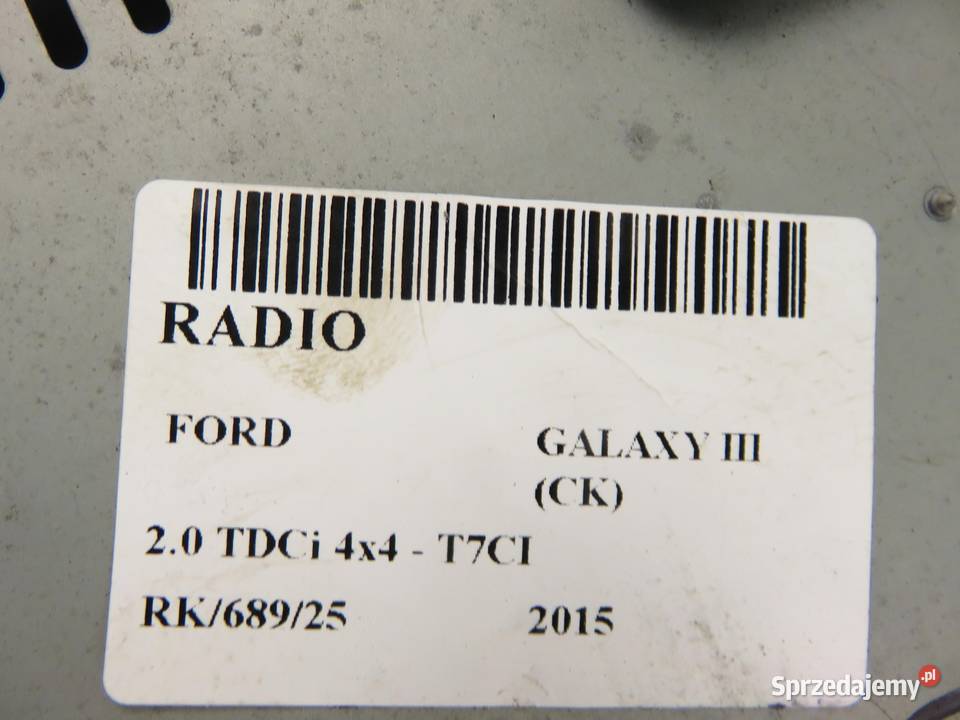 RADIO
FORD GALAXY III
(CK)
2.0 TDCi 4x4 - T7CI
RK/689/25 2015
Sprzedajemy.pl